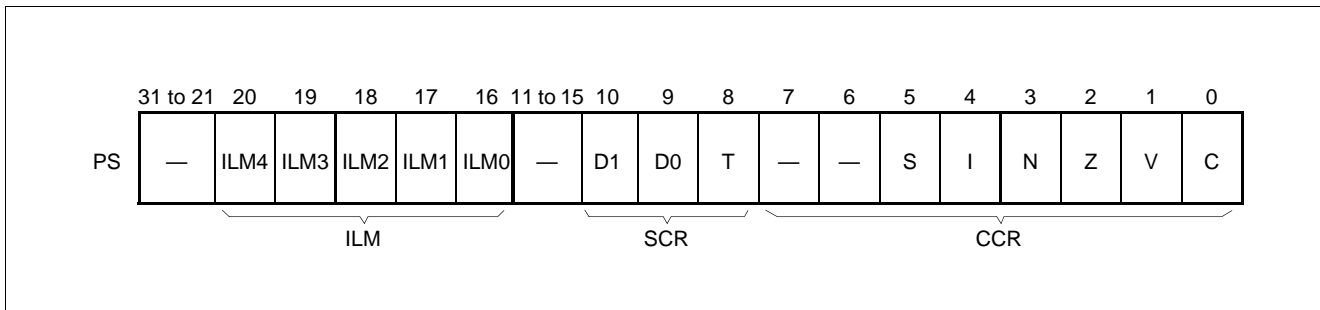 31 to 21 20 19 18 17 16 11 to 15 10 9 8 7 6 5 4 3 2 1 0
PS — ILM4 ILM3 ILM2 ILM1 ILM0 — D1 D0 T — — S I N Z V C
ILM SCR CCR